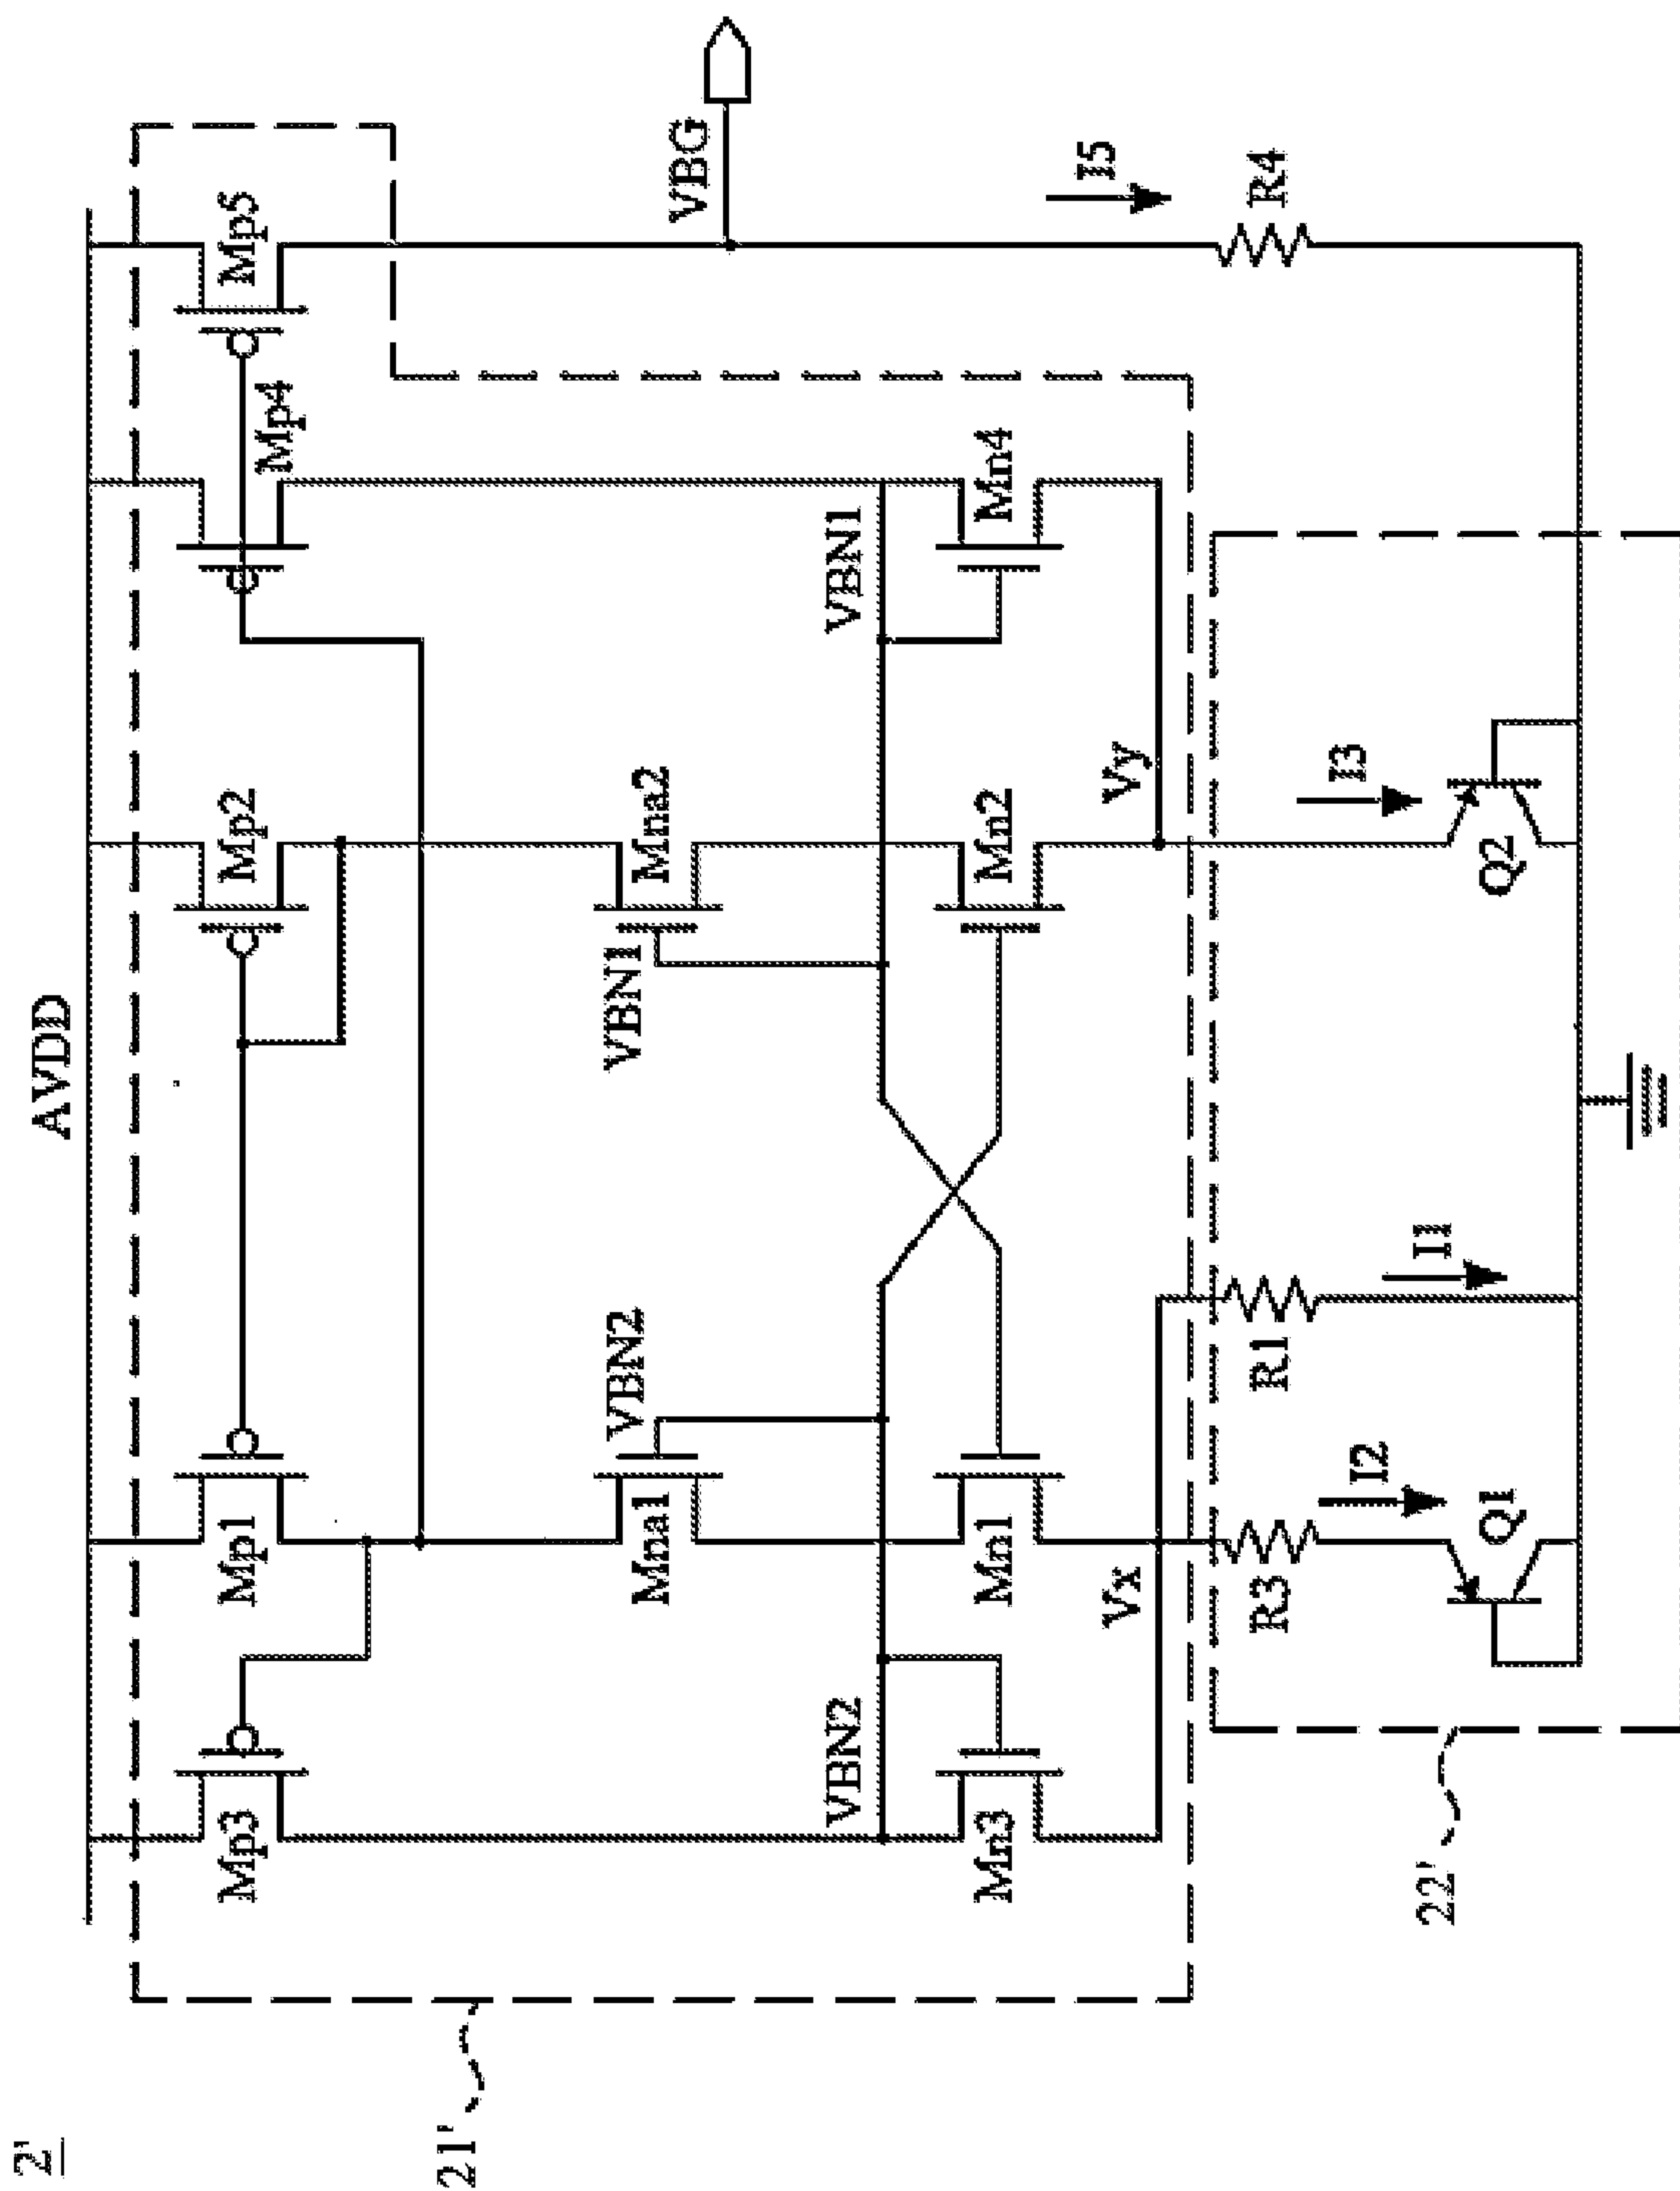 2'
AVDD
21'
Mp3
Mp1
Mp2
Mp4
Mp5
VBN2
VBN1
VBG
Mna1
Mna2
VBN2
VBN1
Mn3
Mn1
Mn2
Mn4
Vx
Vy
I5
R3
R1
R4
I2
I1
I3
Q1
Q2
22'